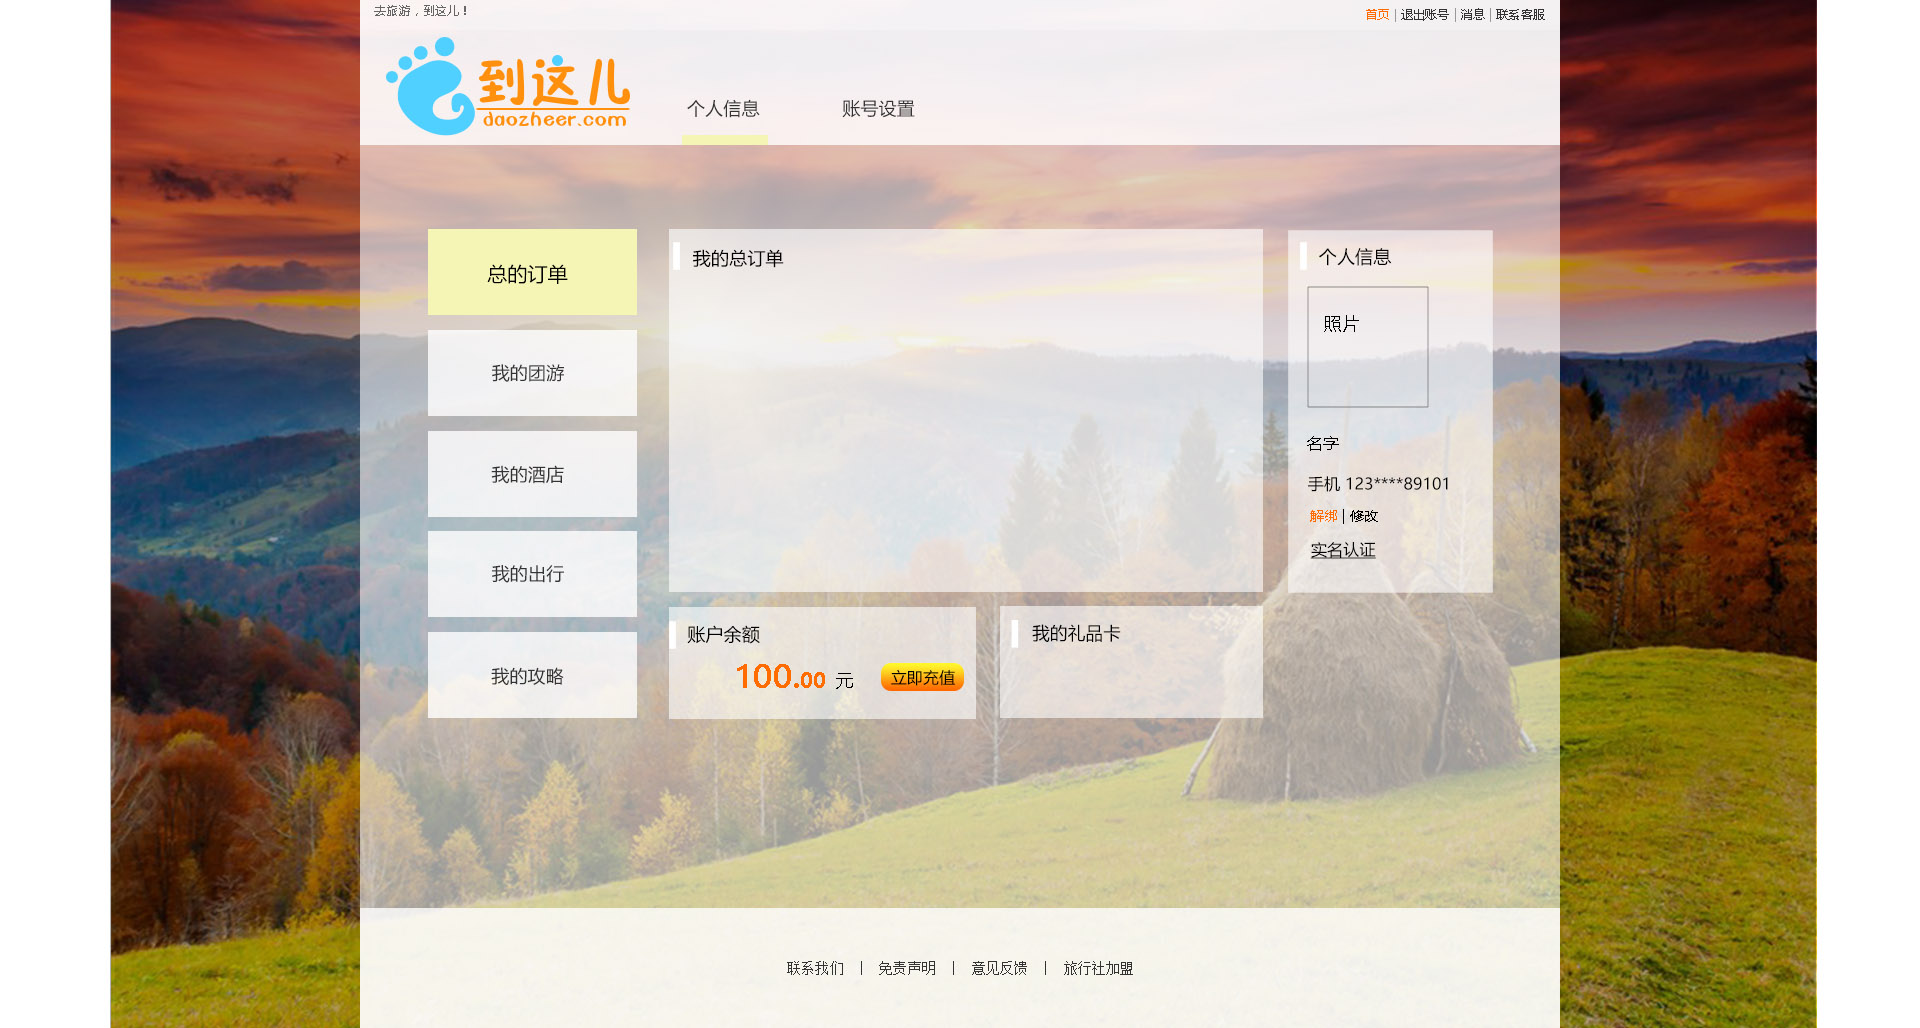 去旅游，到这儿！
首页 | 退出账号 | 消息 | 联系客服
到这儿
daozheer.com
个人信息 账号设置
总的订单
我的团游
我的酒店
我的出行
我的攻略
我的总订单
账户余额
100.00 元 立即充值
我的礼品卡
个人信息
照片
名字
手机 123****89101
解绑 | 修改
实名认证
联系我们 | 免责声明 | 意见反馈 | 旅行社加盟